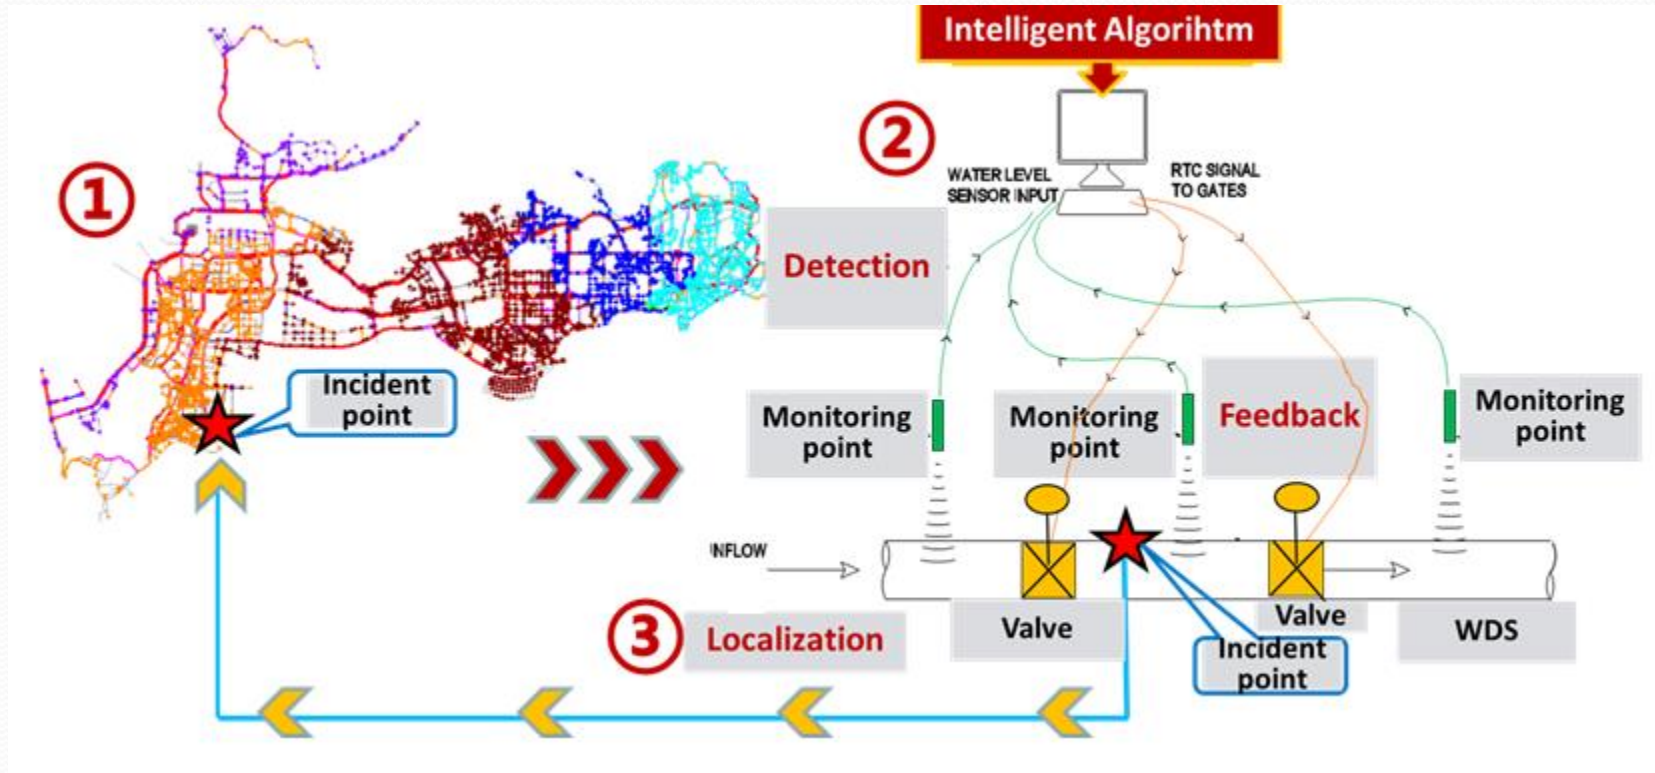 Intelligent Algorihtm
①
②
WATER LEVEL
SENSOR INPUT
RTC SIGNAL
TO GATES
Detection
Incident
point
Monitoring
point
Monitoring
point
Feedback
Monitoring
point
INFLOW
③
Localization
Valve
Valve
WDS
Incident
point